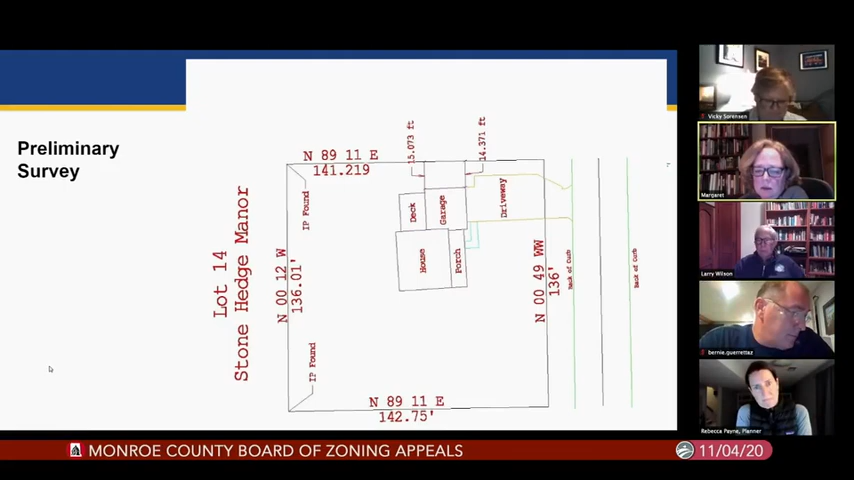 Preliminary
Survey
Lot 14
Stone Hedge Manor
N 89 11 E
141.219
15.073 ft
14.371 ft
IP Found
N 00 12 W
136.01'
Deck
Garage
Driveway
House
Porch
N 00 49 WW
136'
Back of Curb
Back of Curb
IP Found
N 89 11 E
142.75'
Vicky Sorensen
Margaret
Larry Wilson
bernie.guerrettaz
Rebecca Payne, Planner
MONROE COUNTY BOARD OF ZONING APPEALS
11/04/20